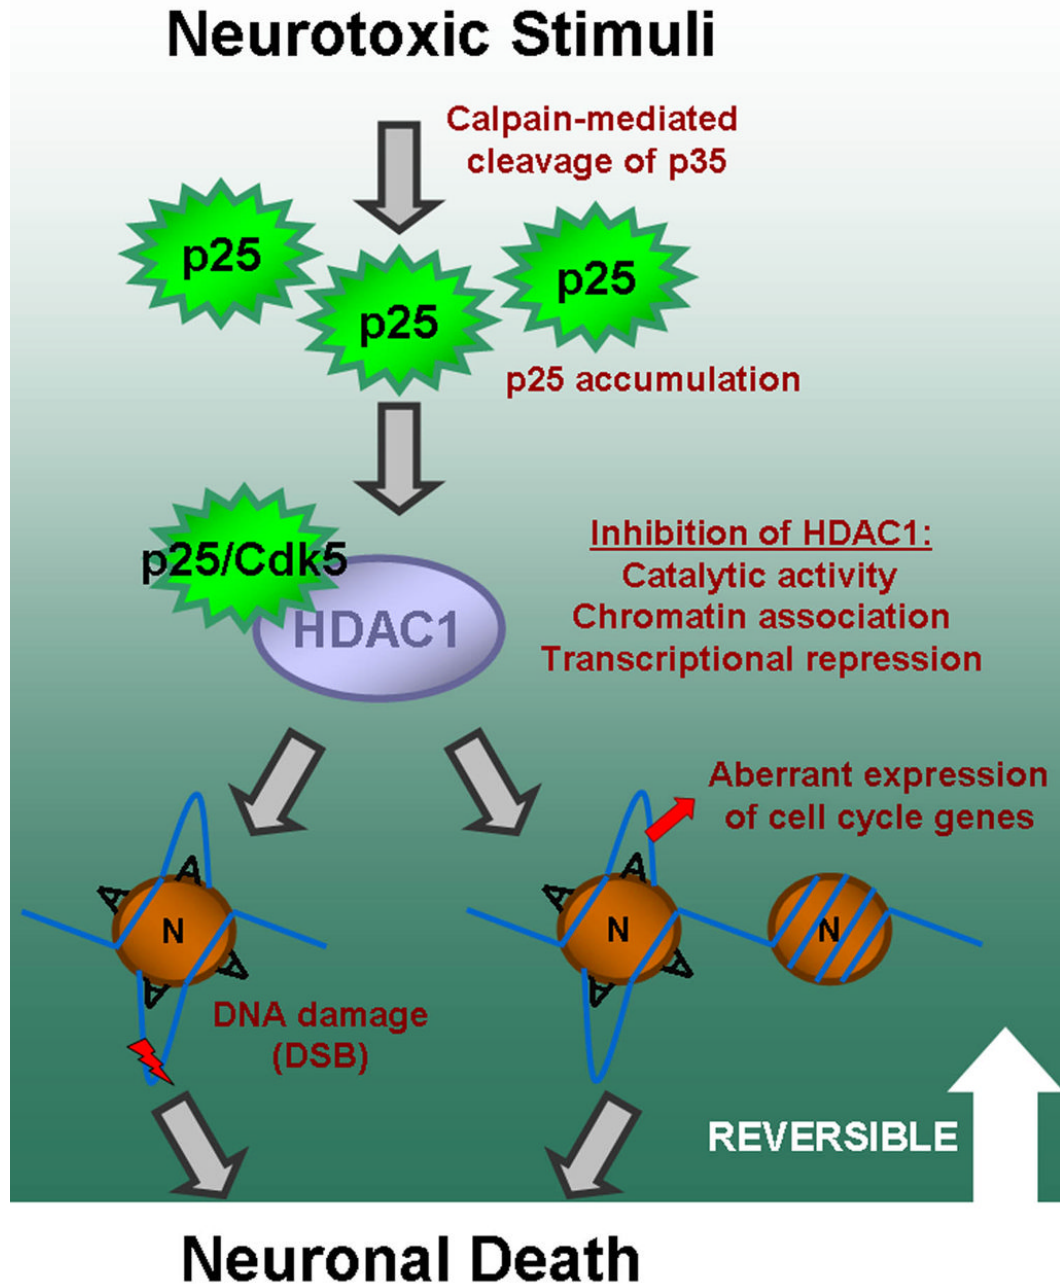 Neurotoxic Stimuli
Calpain-mediated
cleavage of p35
p25
p25
p25
p25 accumulation
p25/Cdk5
HDAC1
Inhibition of HDAC1:
Catalytic activity
Chromatin association
Transcriptional repression
Aberrant expression
of cell cycle genes
A
A
N
A
A
A
A
N
A
A
N
DNA damage
(DSB)
REVERSIBLE
Neuronal Death